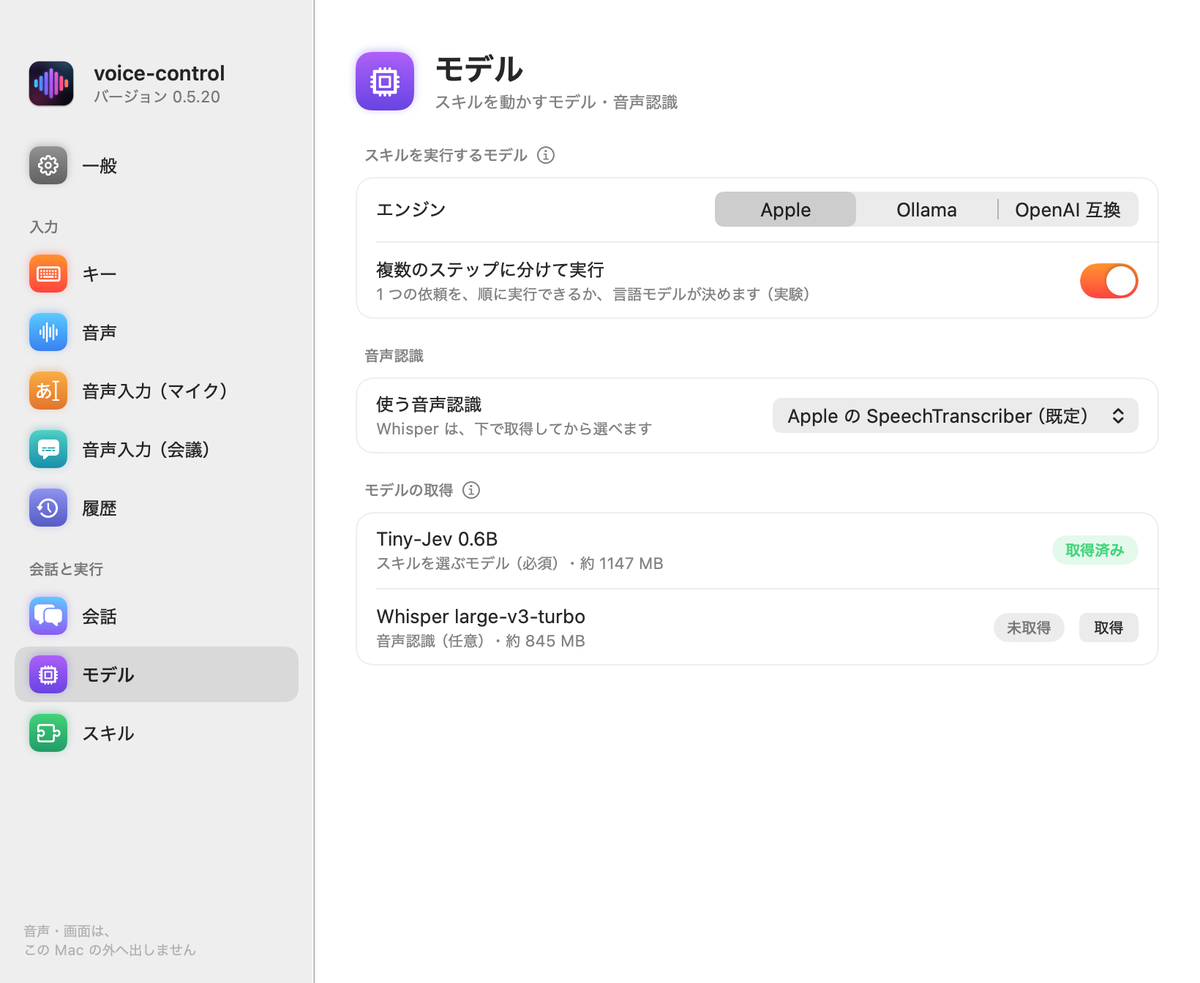 voice-control
バージョン 0.5.20
一般
入力
キー
音声
あ
音声入力（マイク）
音声入力（会議）
履歴
会話と実行
会話
モデル
スキル
音声・画面は、
この Mac の外へ出しません
モデル
スキルを動かすモデル・音声認識
スキルを実行するモデル
エンジン
Apple
Ollama
OpenAI 互換
複数のステップに分けて実行
1 つの依頼を、順に実行できるか、言語モデルが決めます（実験）
音声認識
使う音声認識
Whisper は、下で取得してから選べます
Apple の SpeechTranscriber（既定）
モデルの取得
Tiny-Jev 0.6B
スキルを選ぶモデル（必須）・約 1147 MB
取得済み
Whisper large-v3-turbo
音声認識（任意）・約 845 MB
未取得
取得